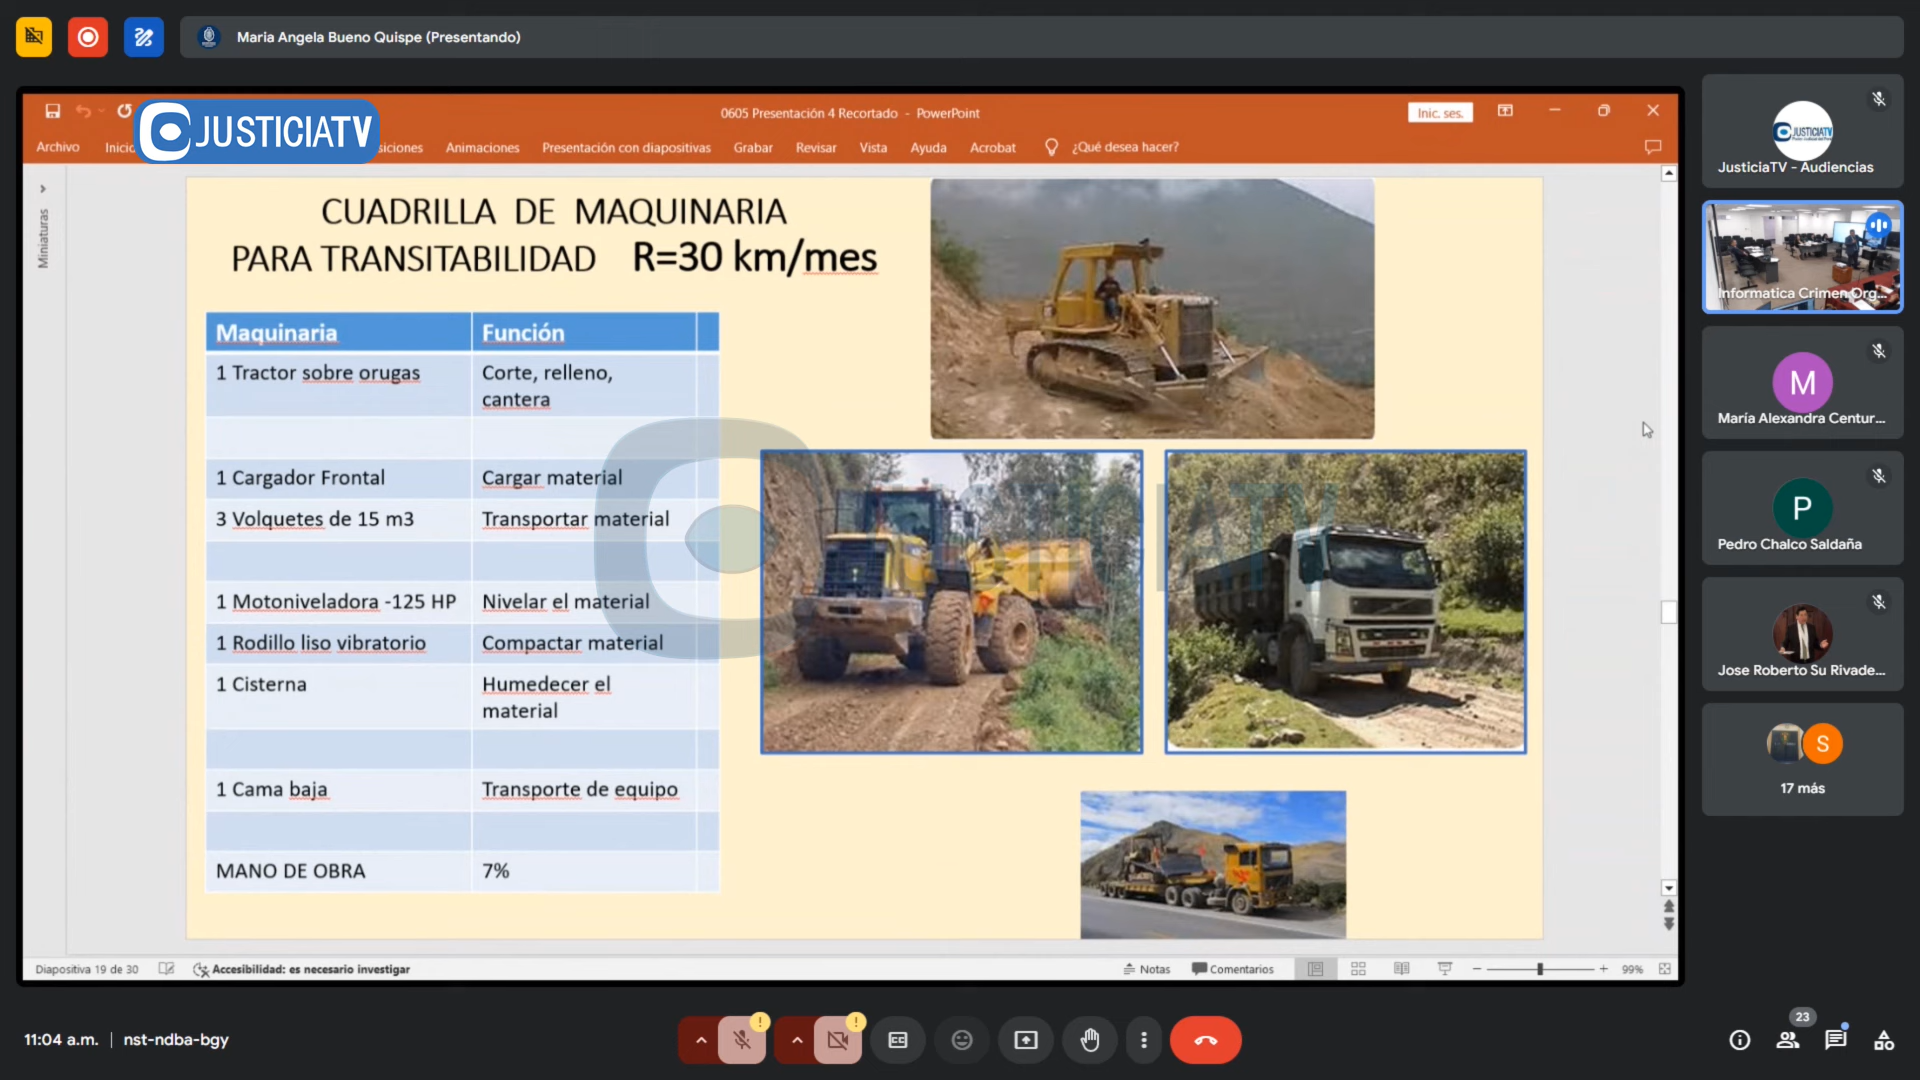 Maria Angela Bueno Quispe (Presentando)
0605 Presentación 4 Recortado - PowerPoint
Inic. ses.
JUSTICIATV
Archivo
Animaciones
Presentación con diapositivas
Grabar
Revisar
Vista
Ayuda
Acrobat
¿Qué desea hacer?
Miniaturas
CUADRILLA DE MAQUINARIA
PARA TRANSITABILIDAD R=30 km/mes
Maquinaria Función
1 Tractor sobre orugas Corte, relleno,
cantera
1 Cargador Frontal Cargar material
3 Volquetes de 15 m3 Transportar material
1 Motoniveladora -125 HP Nivelar el material
1 Rodillo liso vibratorio Compactar material
1 Cisterna Humedecer el
material
1 Cama baja Transporte de equipo
MANO DE OBRA 7%
JUSTICIATV
Diapositiva 19 de 30
Accesibilidad: es necesario investigar
Notas
Comentarios
99%
JUSTICIATV
JusticiaTV - Audiencias
Informatica Crimen Org...
M
María Alexandra Centur...
P
Pedro Chalco Saldaña
Jose Roberto Su Rivade...
S
17 más
11:04 a.m. | nst-ndba-bgy
23